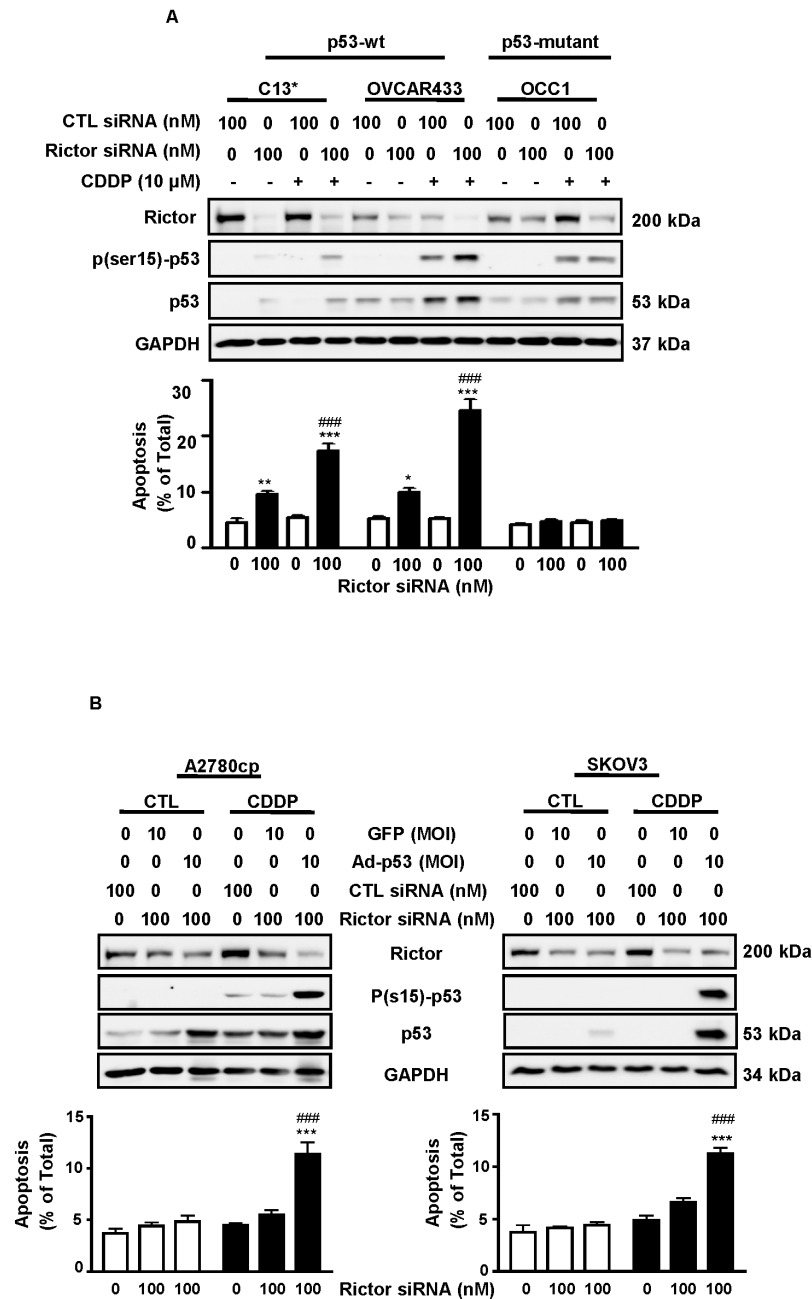 A
p53-wt p53-mutant
C13* OVCAR433 OCC1
CTL siRNA (nM) 100 0 100 0 100 0 100 0 100 0 100 0
Rictor siRNA (nM) 0 100 0 100 0 100 0 100 0 100 0 100
CDDP (10 µM) - - + + - - + + - - + +
Rictor 200 kDa
p(ser15)-p53
p53 53 kDa
GAPDH 37 kDa
30
20
10
0
Apoptosis
(% of Total)
** ### *** * ### ***
0 100 0 100 0 100 0 100 0 100 0 100
Rictor siRNA (nM)
B
A2780cp SKOV3
CTL CDDP CTL CDDP
0 10 0 0 10 0 GFP (MOI) 0 10 0 0 10 0
0 0 10 0 0 10 Ad-p53 (MOI) 0 0 10 0 0 10
100 0 0 100 0 0 CTL siRNA (nM) 100 0 0 100 0 0
0 100 100 0 100 100 Rictor siRNA (nM) 0 100 100 0 100 100
Rictor 200 kDa
P(s15)-p53
p53 53 kDa
GAPDH 34 kDa
15 15
10 10
5 5
0 0
Apoptosis Apoptosis
(% of Total) (% of Total)
### ###
*** ***
0 100 100 0 100 100 Rictor siRNA (nM) 0 100 100 0 100 100